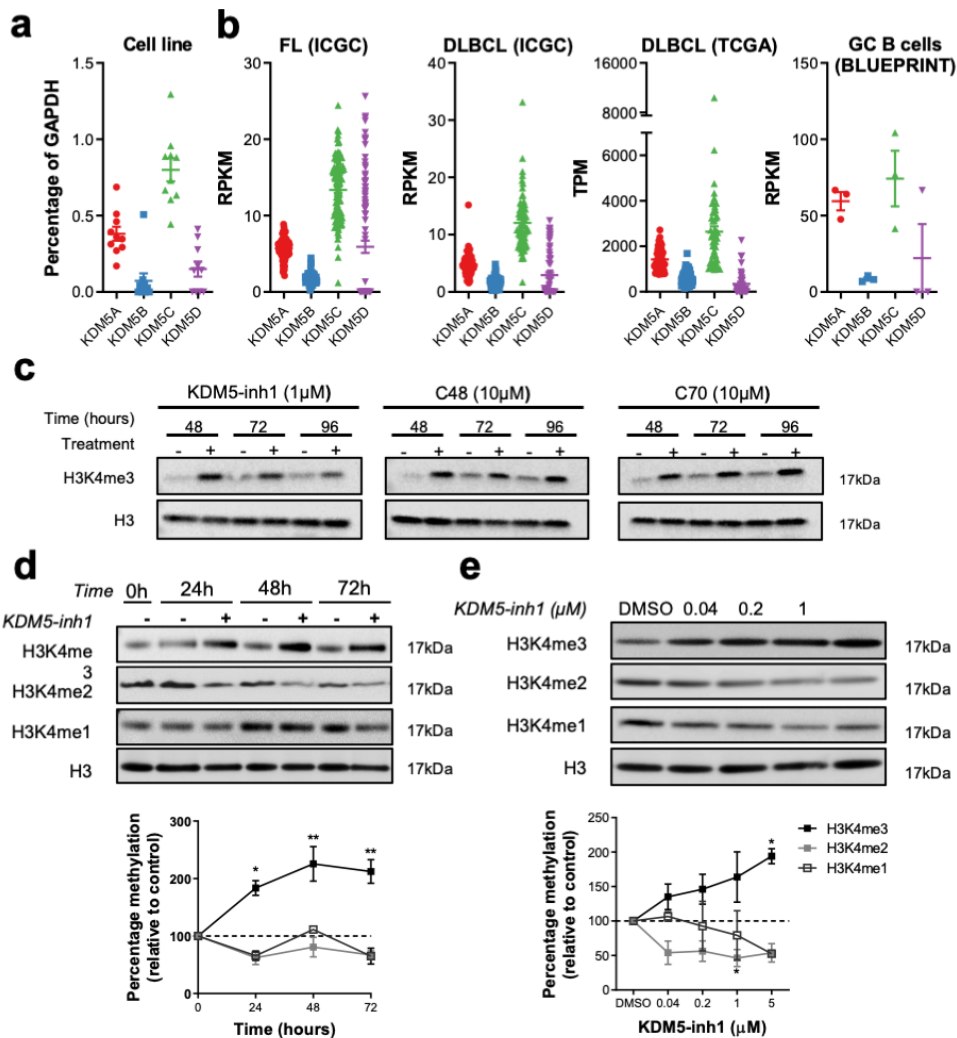 a
Cell line
Percentage of GAPDH
1.5
1.0
0.5
0.0
KDM5A
KDM5B
KDM5C
KDM5D
b
FL (ICGC)
RPKM
30
20
10
0
KDM5A
KDM5B
KDM5C
KDM5D
DLBCL (ICGC)
RPKM
40
30
20
10
0
KDM5A
KDM5B
KDM5C
KDM5D
DLBCL (TCGA)
TPM
16000
8000
6000
4000
2000
0
KDM5A
KDM5B
KDM5C
KDM5D
GC B cells
(BLUEPRINT)
RPKM
150
100
50
0
KDM5A
KDM5B
KDM5C
KDM5D
c
KDM5-inh1 (1μM) C48 (10μM) C70 (10μM)
Time (hours) 48 72 96 48 72 96 48 72 96
Treatment - + - + - + - + - + - + - + - + - +
H3K4me3 17kDa
H3 17kDa
d
Time 0h 24h 48h 72h
KDM5-inh1 - - + - + - +
H3K4me 17kDa
3
H3K4me2 17kDa
H3K4me1 17kDa
H3 17kDa
Percentage methylation
(relative to control)
300
200
100
0
* ** **
0 24 48 72
Time (hours)
e
KDM5-inh1 (μM) DMSO 0.04 0.2 1
H3K4me3 17kDa
H3K4me2 17kDa
H3K4me1 17kDa
H3 17kDa
Percentage methylation
(relative to control)
250
200
150
100
50
0
*
*
H3K4me3
H3K4me2
H3K4me1
DMSO 0.04 0.2 1 5
KDM5-inh1 (μM)